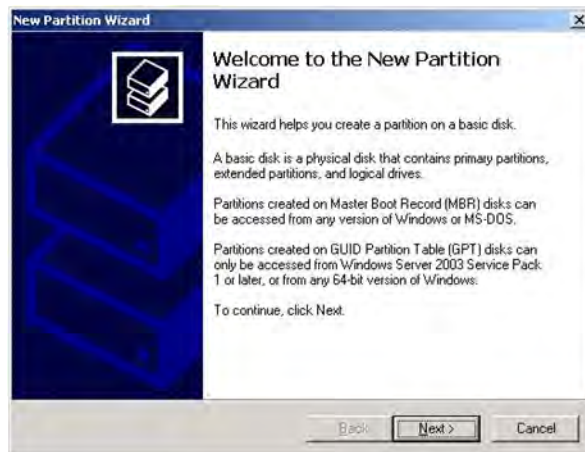 New Partition Wizard
Welcome to the New Partition
Wizard
This wizard helps you create a partition on a basic disk.
A basic disk is a physical disk that contains primary partitions,
extended partitions, and logical drives.
Partitions created on Master Boot Record (MBR) disks can
be accessed from any version of Windows or MS-DOS.
Partitions created on GUID Partition Table (GPT) disks can
only be accessed from Windows Server 2003 Service Pack
1 or later, or from any 64-bit version of Windows.
To continue, click Next.
< Back Next > Cancel